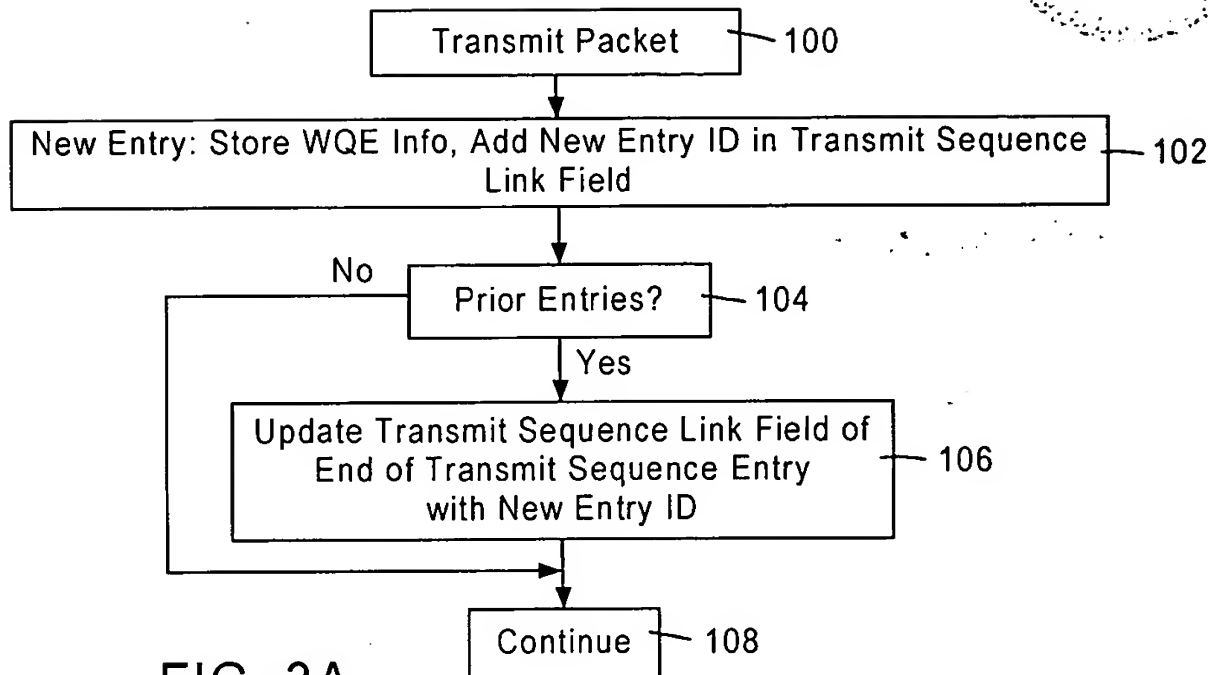 Transmit Packet
100
New Entry: Store WQE Info, Add New Entry ID in Transmit Sequence
Link Field
102
No
Prior Entries?
104
Yes
Update Transmit Sequence Link Field of
End of Transmit Sequence Entry
with New Entry ID
106
Continue
108